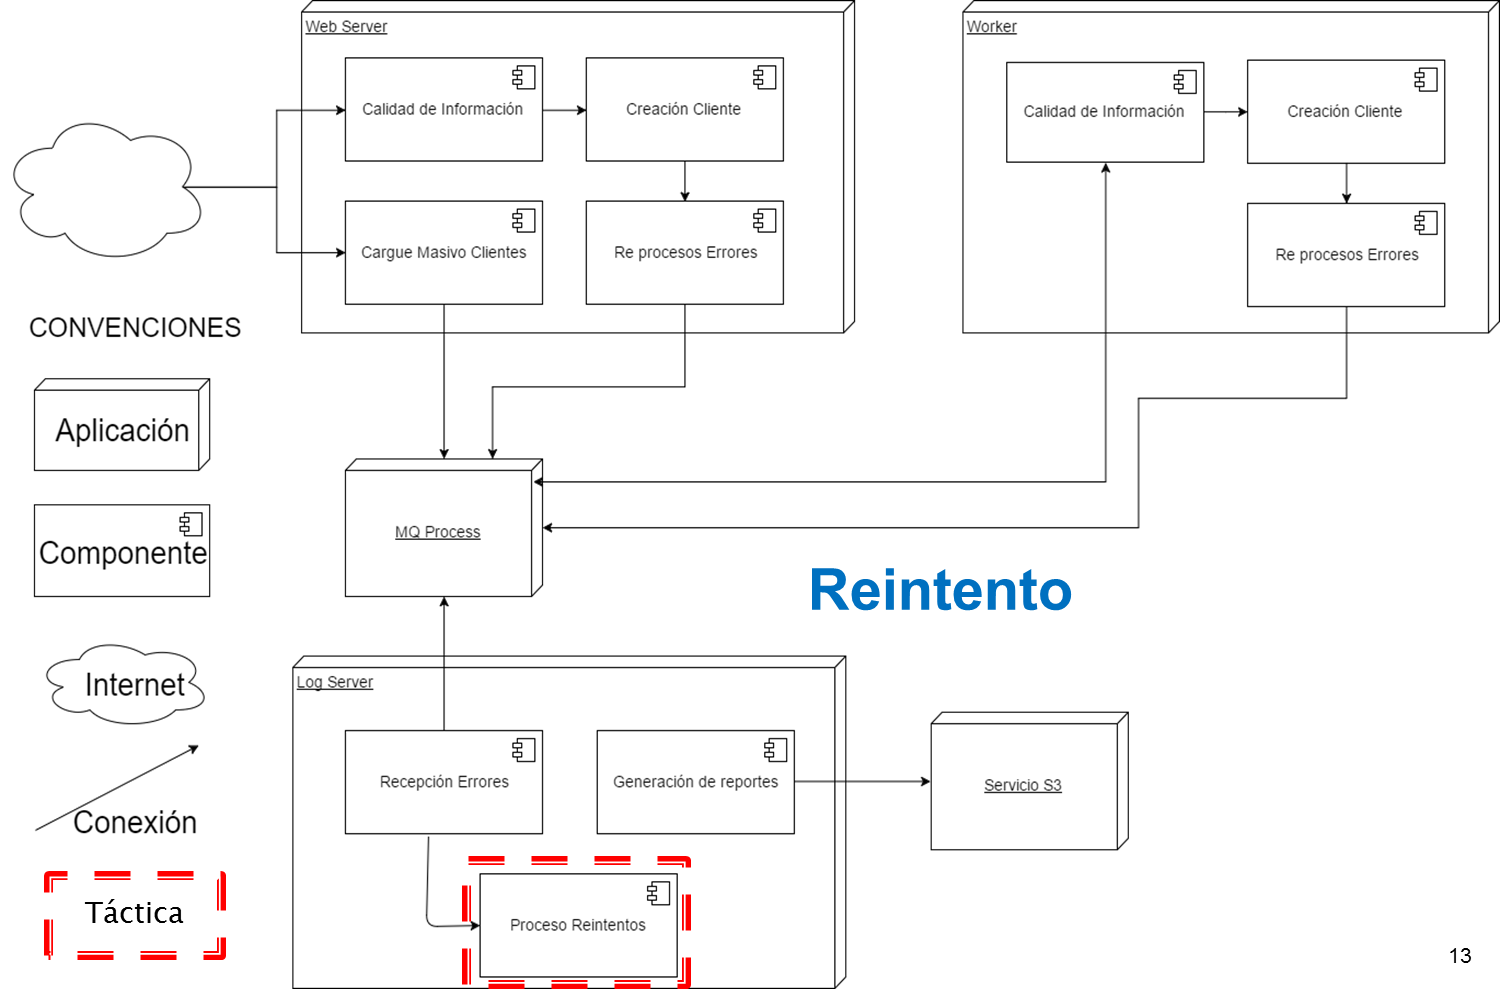 Web Server
Calidad de Información
Creación Cliente
Cargue Masivo Clientes
Re procesos Errores
Worker
Calidad de Información
Creación Cliente
Re procesos Errores
CONVENCIONES
Aplicación
Componente
Internet
Conexión
Táctica
MQ Process
Reintento
Log Server
Recepción Errores
Generación de reportes
Proceso Reintentos
Servicio S3
13